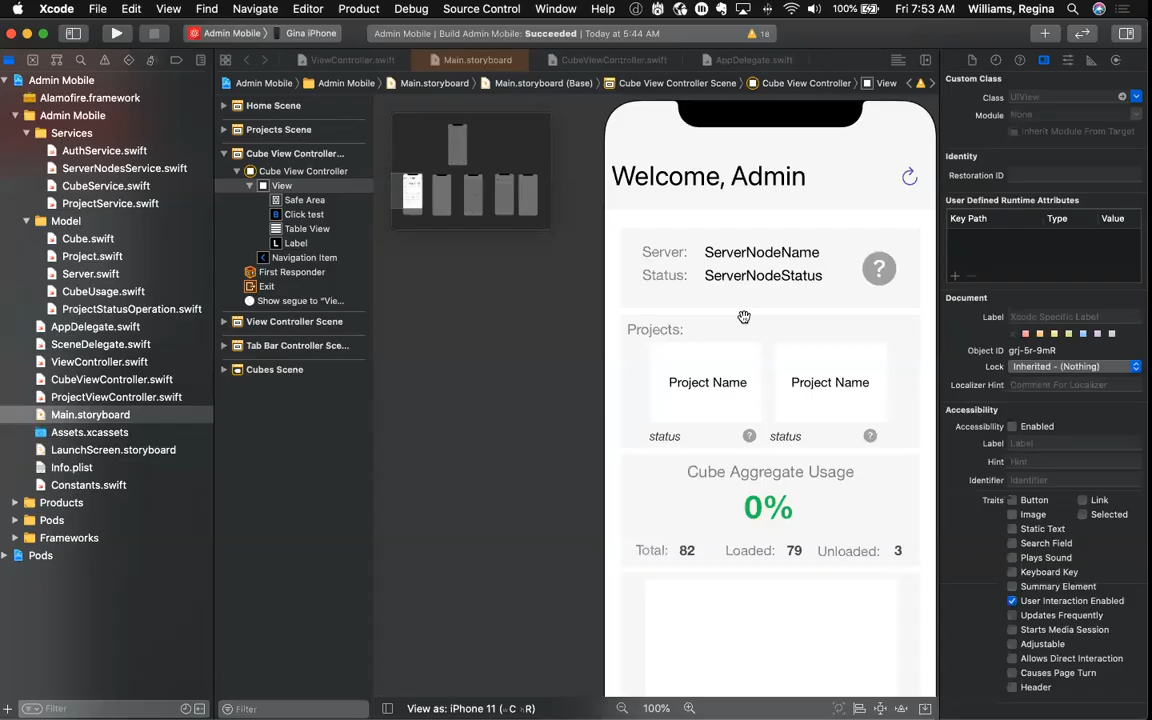 Xcode File Edit View Find Navigate Editor Product Debug Source Control Window Help 100% Fri 7:53 AM Williams, Regina
Admin Mobile Gina iPhone Admin Mobile | Build Admin Mobile: Succeeded | Today at 5:44 AM 18
ViewController.swift Main.storyboard CubeViewController.swift AppDelegate.swift
Admin Mobile Admin Mobile Main.storyboard Main.storyboard (Base) Cube View Controller Scene Cube View Controller View
Admin Mobile
Alamofire.framework
Admin Mobile
Services
AuthService.swift
ServerNodesService.swift
CubeService.swift
ProjectService.swift
Model
Cube.swift
Project.swift
Server.swift
CubeUsage.swift
ProjectStatusOperation.swift
AppDelegate.swift
SceneDelegate.swift
ViewController.swift
CubeViewController.swift
ProjectViewController.swift
Main.storyboard
Assets.xcassets
LaunchScreen.storyboard
Info.plist
Constants.swift
Products
Pods
Frameworks
Pods
Filter
Home Scene
Projects Scene
Cube View Controller...
Cube View Controller
View
Safe Area
B Click test
Table View
L Label
Navigation Item
First Responder
Exit
Show segue to “Vie...
View Controller Scene
Tab Bar Controller Sce...
Cubes Scene
Filter
Welcome, Admin
Server: ServerNodeName
Status: ServerNodeStatus
?
Projects:
Project Name Project Name
status ? status ?
Cube Aggregate Usage
0%
Total: 82 Loaded: 79 Unloaded: 3
View as: iPhone 11 (wC hR) 100%
Custom Class
Class UIView
Module None
Inherit Module From Target
Identity
Restoration ID
User Defined Runtime Attributes
Key Path Type Value
Document
Label Xcode Specific Label
Object ID grj-5r-9mR
Lock Inherited - (Nothing)
Localizer Hint Comment For Localizer
Accessibility
Accessibility Enabled
Label Label
Hint Hint
Identifier Identifier
Traits Button Link
Image Selected
Static Text
Search Field
Plays Sound
Keyboard Key
Summary Element
User Interaction Enabled
Updates Frequently
Starts Media Session
Adjustable
Allows Direct Interaction
Causes Page Turn
Header